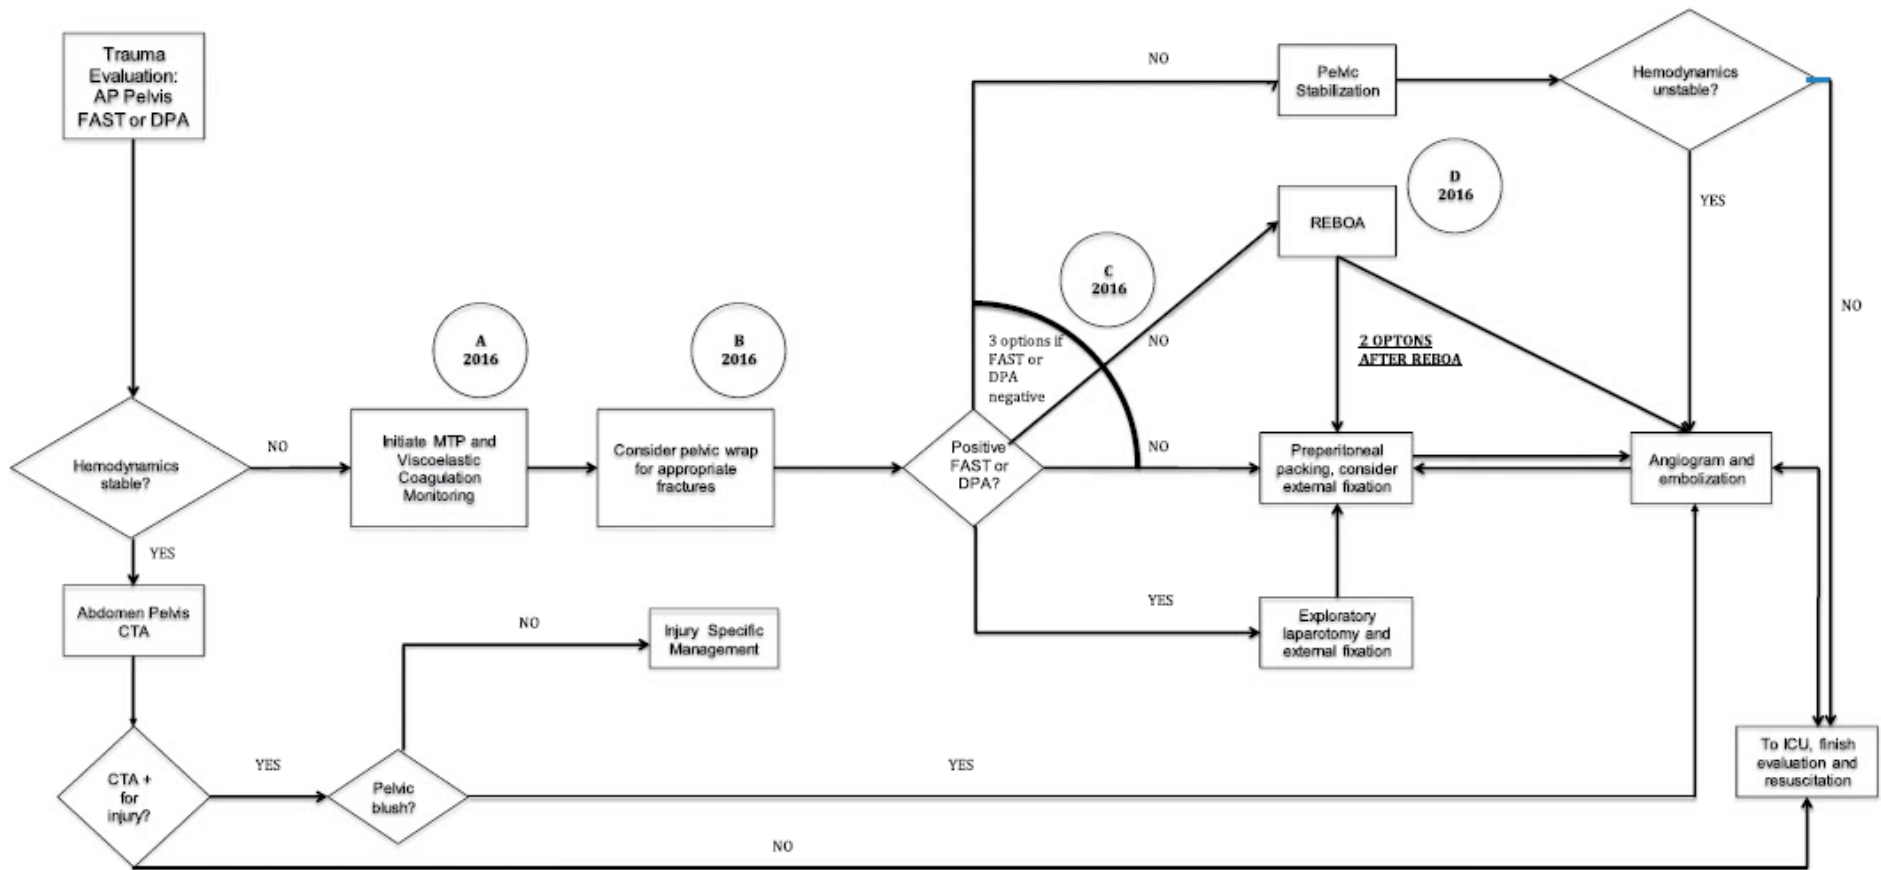 Trauma
Evaluation:
AP Pelvis
FAST or DPA
Hemodynamics
stable?
NO
YES
A
2016
Initiate MTP and
Viscoelastic
Coagulation
Monitoring
B
2016
Consider pelvic wrap
for appropriate
fractures
Positive
FAST or
DPA?
3 options if
FAST or
DPA
negative
C
2016
NO
NO
NO
YES
Pelvic
Stabilization
Hemodynamics
unstable?
YES
NO
REBOA
D
2016
2 OPTONS
AFTER REBOA
Preperitoneal
packing, consider
external fixation
Angiogram and
embolization
Exploratory
laparotomy and
external fixation
Abdomen Pelvis
CTA
CTA +
for
injury?
YES
NO
Pelvic
blush?
NO
YES
Injury Specific
Management
To ICU, finish
evaluation and
resuscitation